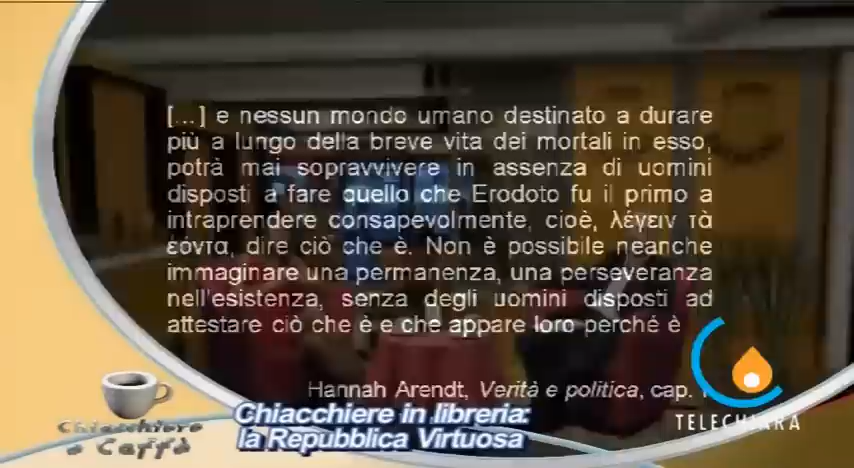 [...] e nessun mondo umano destinato a durare
più a lungo della breve vita dei mortali in esso,
potrà mai sopravvivere in assenza di uomini
disposti a fare quello che Erodoto fu il primo a
intraprendere consapevolmente, cioè, λέγειν τὰ
ἐόντα, dire ciò che è. Non è possibile neanche
immaginare una permanenza, una perseveranza
nell'esistenza, senza degli uomini disposti ad
attestare ciò che è e che appare loro perché è
Hannah Arendt, Verità e politica, cap.
Chiacchiere in libreria:
la Repubblica Virtuosa
Chiacchiere
e Caffè
TELECHIARA